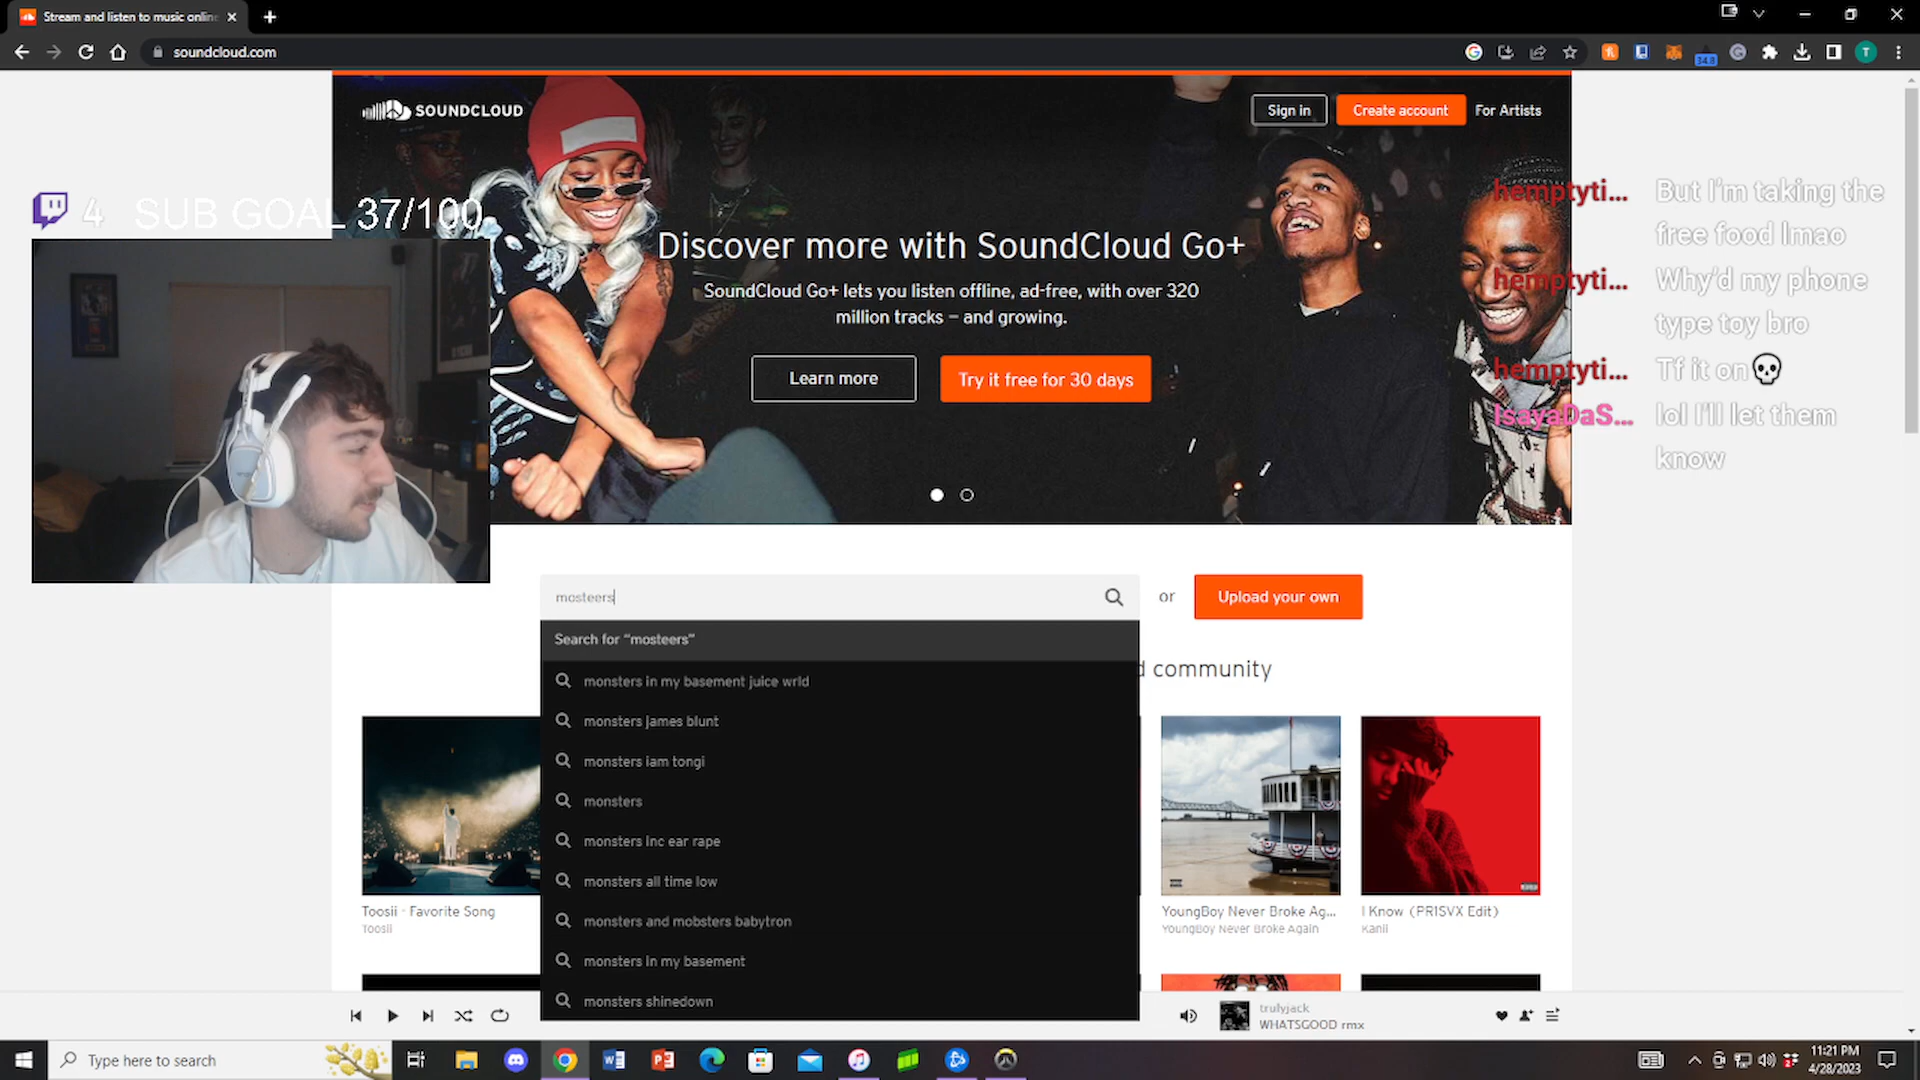 Stream and listen to music online
soundcloud.com
34.8
T
SOUNDCLOUD
Sign in
Create account
For Artists
4 SUB GOAL 37/100
Discover more with SoundCloud Go+
SoundCloud Go+ lets you listen offline, ad-free, with over 320
million tracks – and growing.
Learn more
Try it free for 30 days
hemptyti... But I'm taking the
free food lmao
hemptyti... Why'd my phone
type toy bro
hemptyti... Tf it on💀
IsayaDaS... lol I'll let them
know
mosteers
or
Upload your own
Search for “mosteers”
monsters in my basement juice wrld
monsters james blunt
monsters iam tongi
monsters
monsters inc ear rape
monsters all time low
monsters and mobsters babytron
monsters in my basement
monsters shinedown
d community
Toosii - Favorite Song
Toosii
YoungBoy Never Broke Ag...
YoungBoy Never Broke Again
I Know (PR1SVX Edit)
Kanii
trulyjack
WHATSGOOD rmx
Type here to search
11:21 PM
4/28/2023